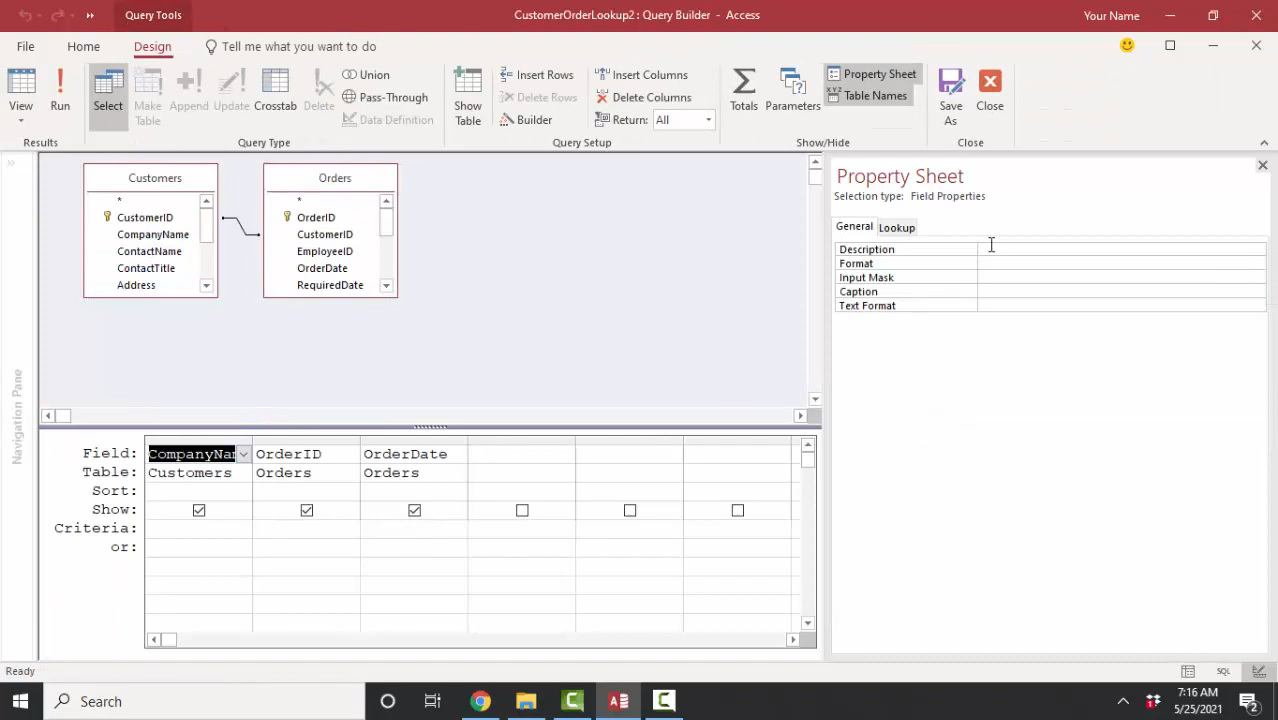 CustomerOrderLookup2 : Query Builder - Access
Query Tools
Your Name
File Home Design Tell me what you want to do
View Run Select Make Table Append Update Crosstab Delete
Union
Pass-Through
Data Definition
Show Table
Insert Rows
Delete Rows
Builder
Insert Columns
Delete Columns
Return: All
Totals Parameters
Property Sheet
XYZ Table Names
Save As Close
Results Query Type Query Setup Show/Hide Close
Navigation Pane
Customers
*
CustomerID
CompanyName
ContactName
ContactTitle
Address
Orders
*
OrderID
CustomerID
EmployeeID
OrderDate
RequiredDate
Property Sheet
Selection type: Field Properties
General Lookup
Description
Format
Input Mask
Caption
Text Format
Field: CompanyNam OrderID OrderDate
Table: Customers Orders Orders
Sort:
Show:
Criteria:
or:
Ready
SQL
Search
7:16 AM
5/25/2021
2